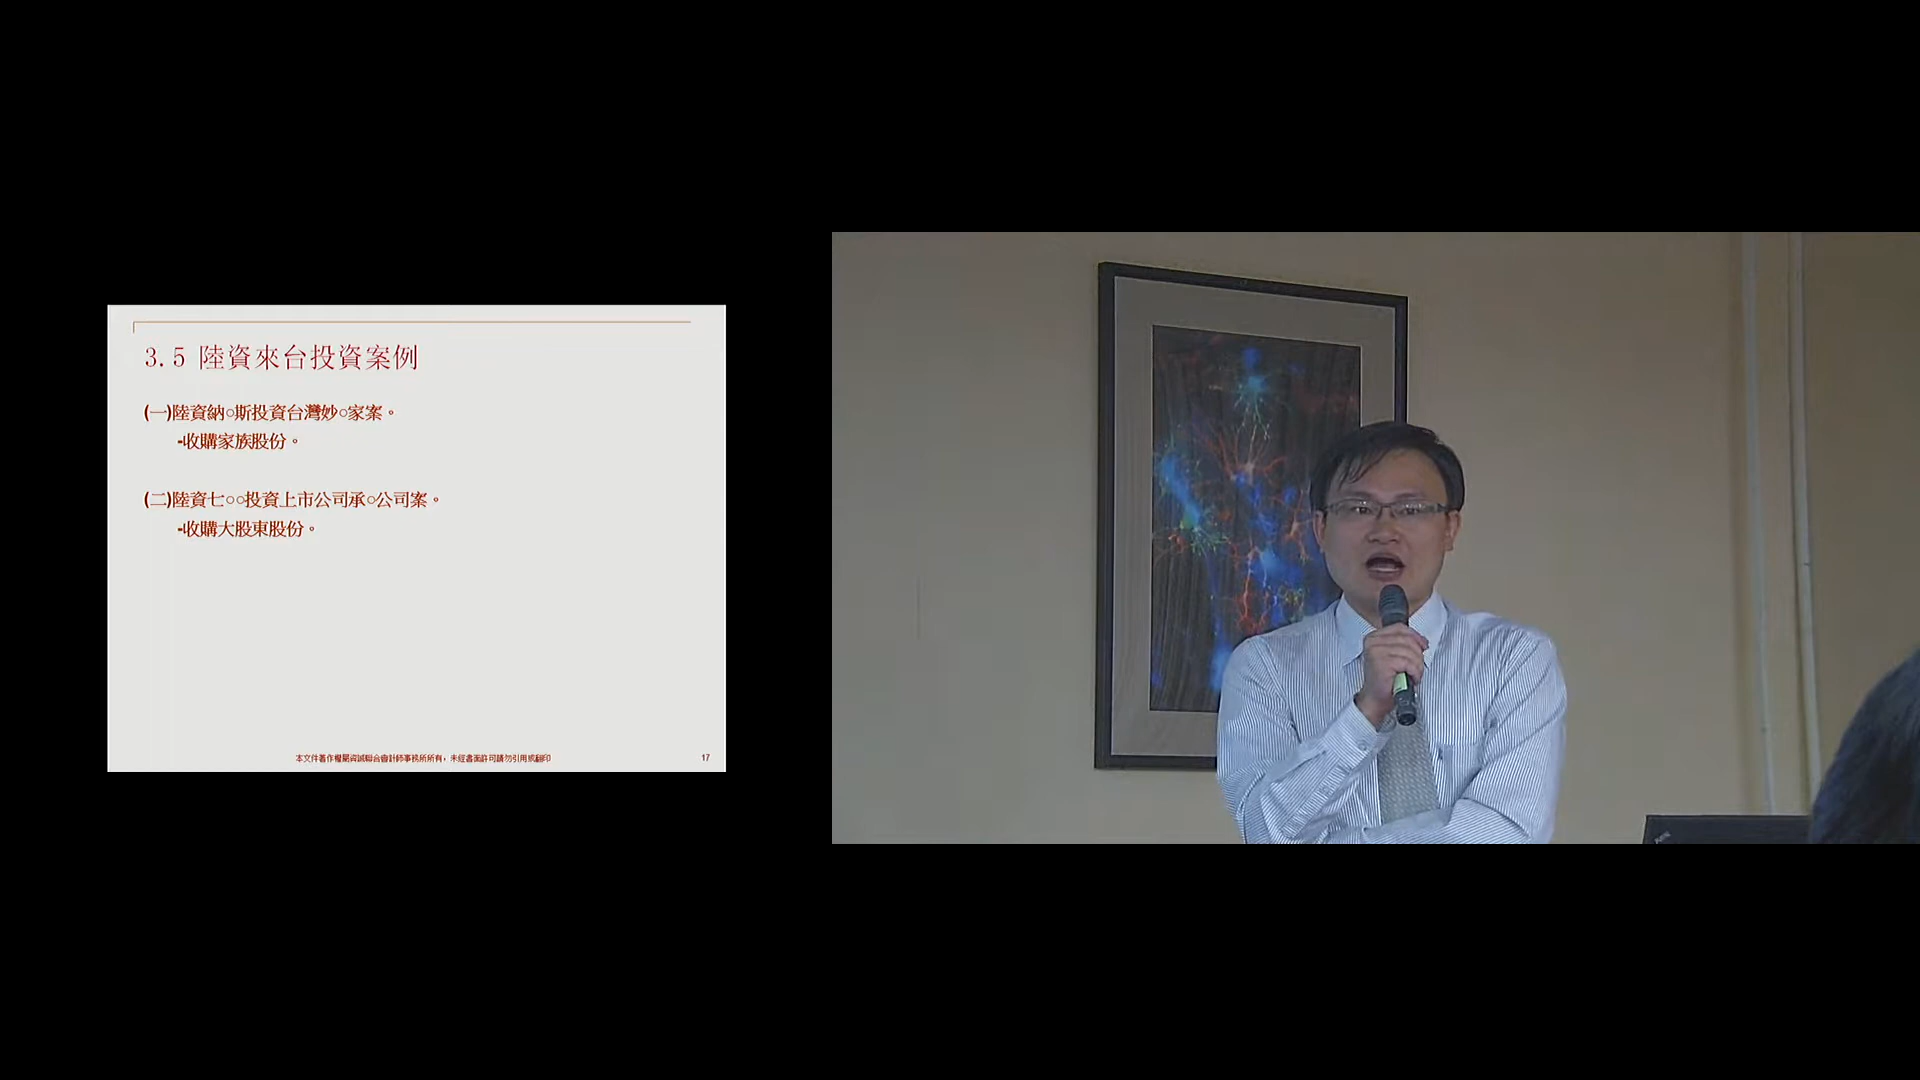 3.5 陸資來台投資案例
(一)陸資納○斯投資台灣妙○家案。
-收購家族股份。
(二)陸資七○○投資上市公司承○公司案。
-收購大股東股份。
本文件著作權屬資誠聯合會計師事務所所有，未經書面許可請勿引用或翻印
17